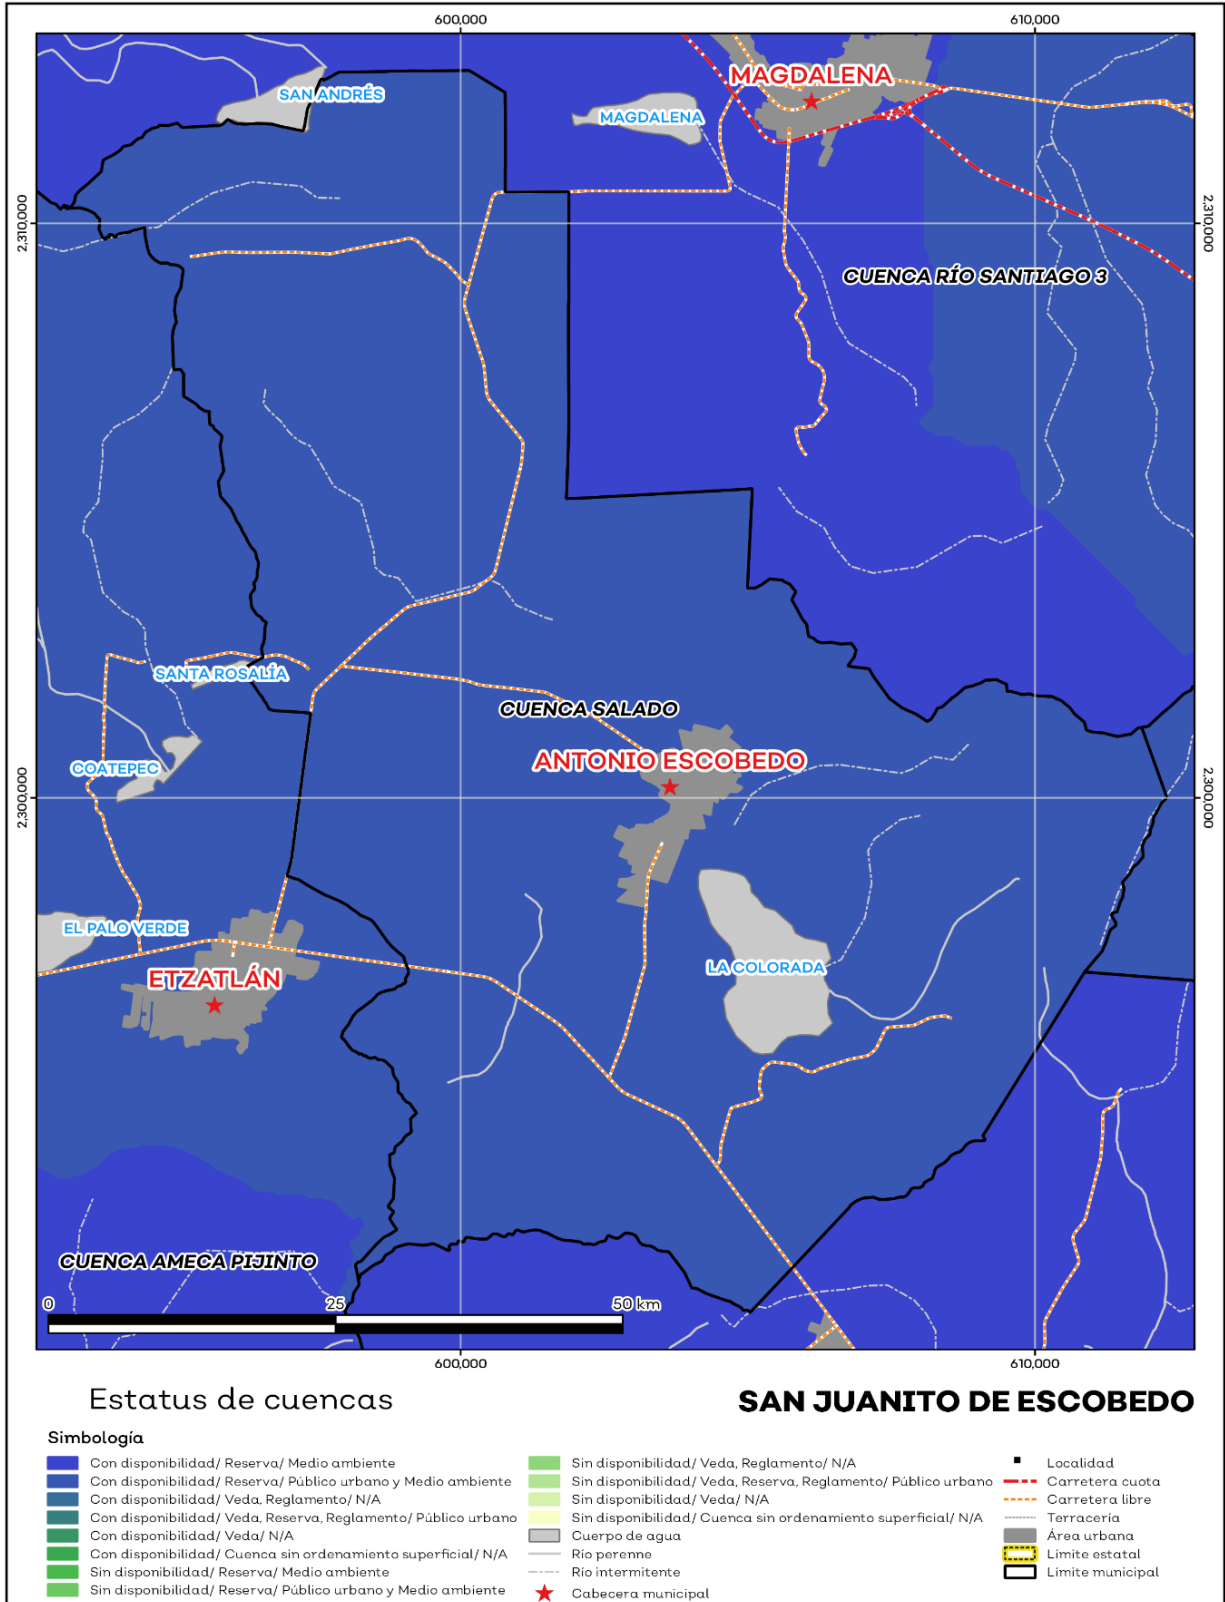 600,000
610,000
SAN ANDRÉS
MAGDALENA
MAGDALENA
2,310,000
2,310,000
CUENCA RÍO SANTIAGO 3
SANTA ROSALÍA
CUENCA SALADO
COATEPEC
ANTONIO ESCOBEDO
2,300,000
2,300,000
EL PALO VERDE
ETZATLÁN
LA COLORADA
CUENCA AMECA PIJINTO
0
25
50 km
600,000
610,000
Estatus de cuencas
SAN JUANITO DE ESCOBEDO
Simbología
Con disponibilidad/ Reserva/ Medio ambiente
Con disponibilidad/ Reserva/ Público urbano y Medio ambiente
Con disponibilidad/ Veda, Reglamento/ N/A
Con disponibilidad/ Veda, Reserva, Reglamento/ Público urbano
Con disponibilidad/ Veda/ N/A
Con disponibilidad/ Cuenca sin ordenamiento superficial/ N/A
Sin disponibilidad/ Reserva/ Medio ambiente
Sin disponibilidad/ Reserva/ Público urbano y Medio ambiente
Sin disponibilidad/ Veda, Reglamento/ N/A
Sin disponibilidad/ Veda, Reserva, Reglamento/ Público urbano
Sin disponibilidad/ Veda/ N/A
Sin disponibilidad/ Cuenca sin ordenamiento superficial/ N/A
Cuerpo de agua
Río perenne
Río intermitente
Cabecera municipal
Localidad
Carretera cuota
Carretera libre
Terracería
Área urbana
Límite estatal
Límite municipal